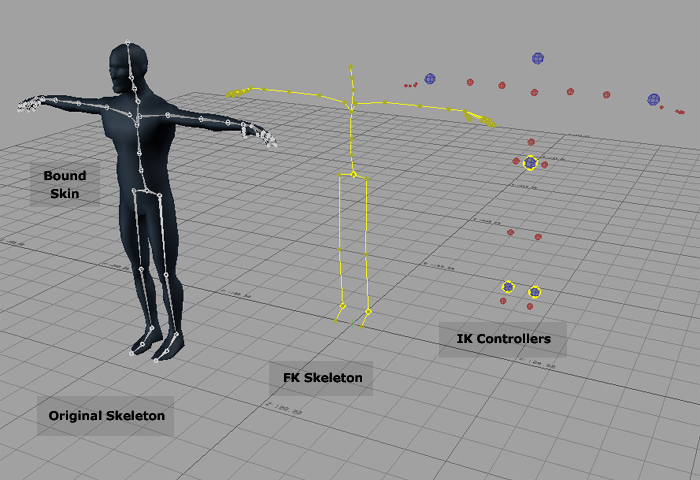 Bound
Skin
IK Controllers
FK Skeleton
Original Skeleton